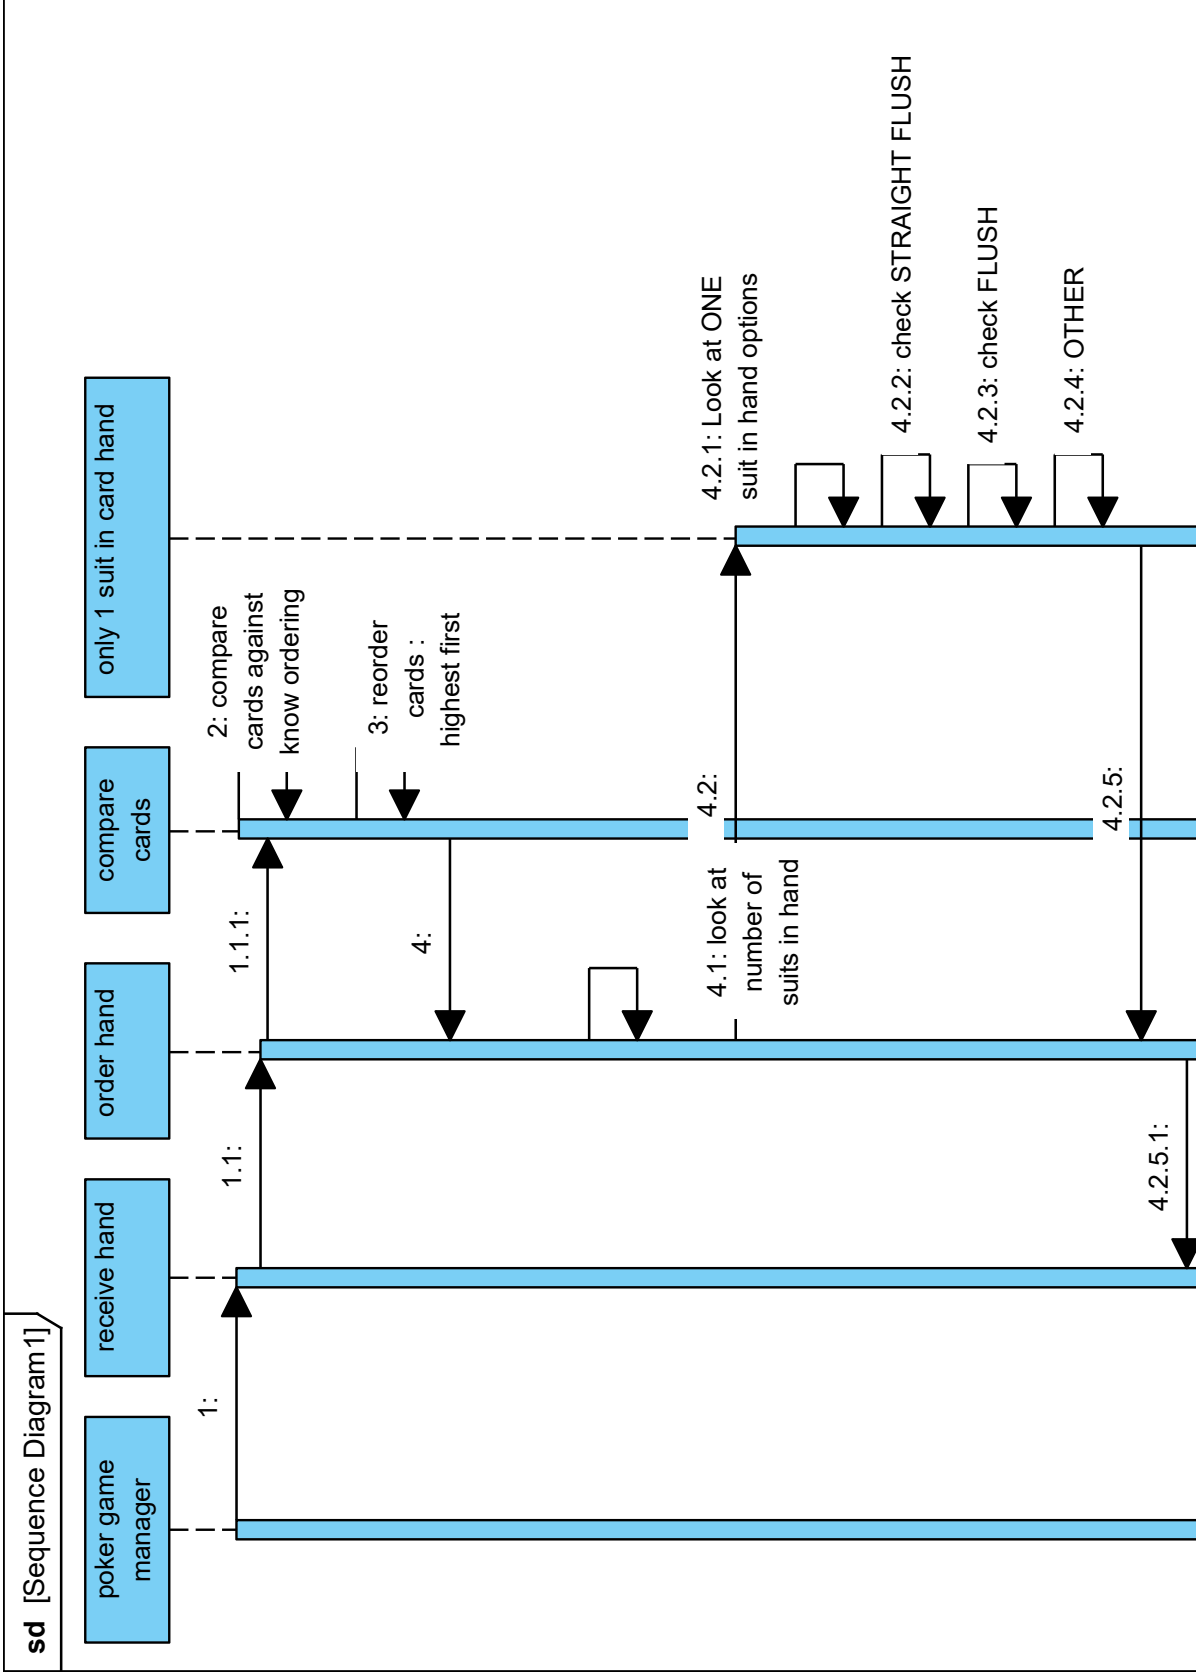 sd [Sequence Diagram1]
poker game
manager
receive hand
order hand
compare
cards
only 1 suit in card hand
1:
1.1:
1.1.1:
2: compare
cards against
know ordering
3: reorder
cards :
highest first
4:
4.1: look at
number of
suits in hand
4.2:
4.2.1: Look at ONE
suit in hand options
4.2.2: check STRAIGHT FLUSH
4.2.3: check FLUSH
4.2.4: OTHER
4.2.5:
4.2.5.1: